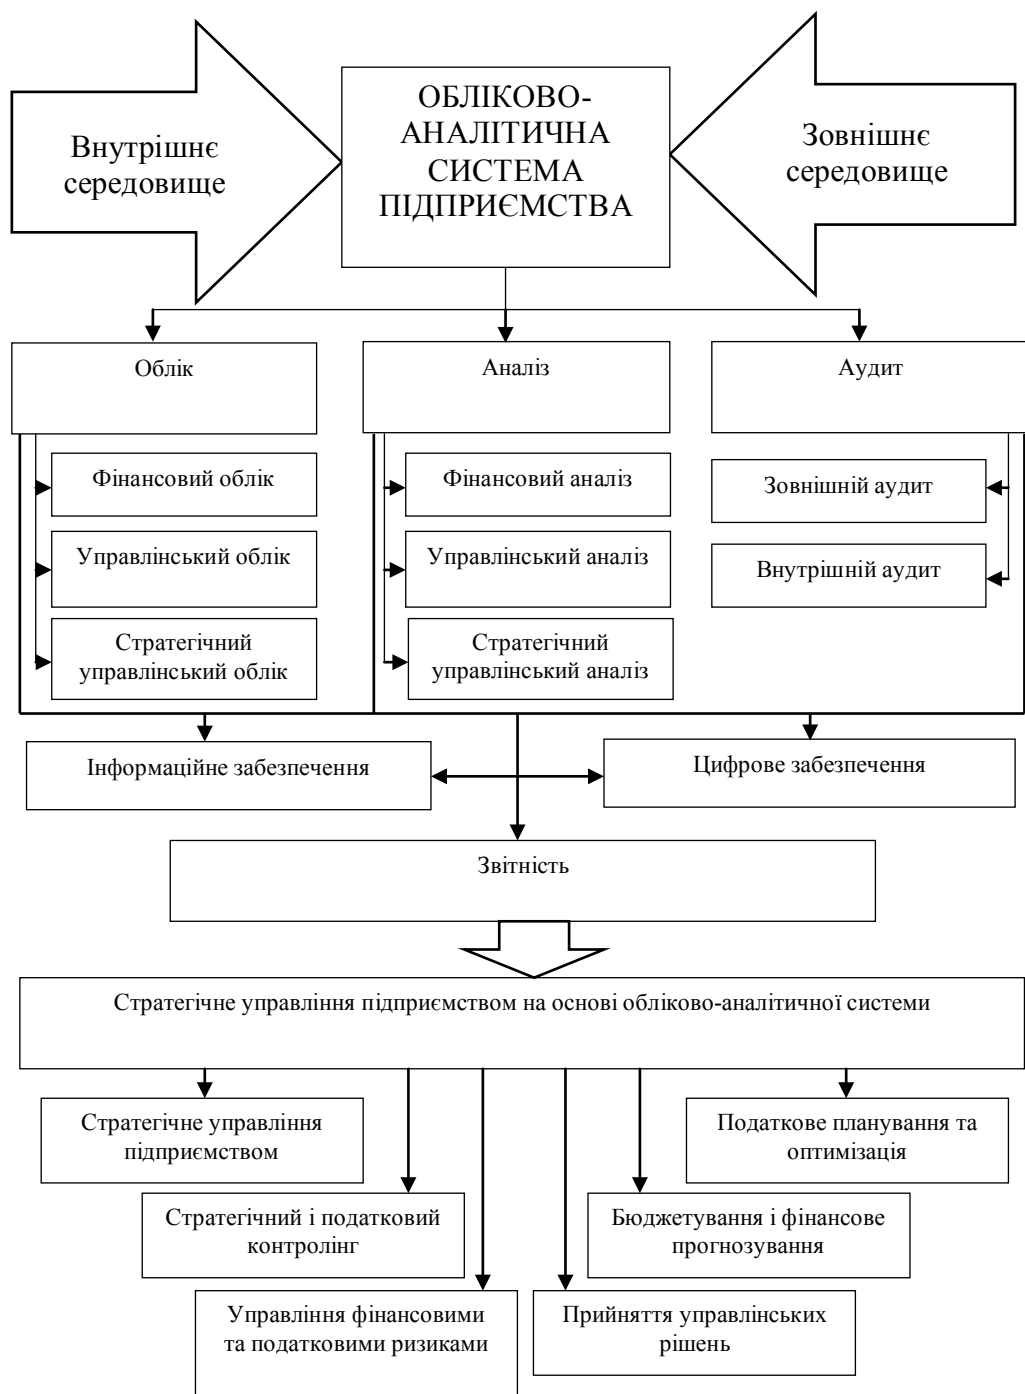 Внутрішнє
середовище
ОБЛІКОВО-
АНАЛІТИЧНА
СИСТЕМА
ПІДПРИЄМСТВА
Зовнішнє
середовище
Облік
Аналіз
Аудит
Фінансовий облік
Управлінський облік
Стратегічний
управлінський облік
Фінансовий аналіз
Управлінський аналіз
Стратегічний
управлінський аналіз
Зовнішній аудит
Внутрішній аудит
Інформаційне забезпечення
Цифрове забезпечення
Звітність
Стратегічне управління підприємством на основі обліково-аналітичної системи
Стратегічне управління
підприємством
Податкове планування та
оптимізація
Стратегічний і податковий
контролінг
Бюджетування і фінансове
прогнозування
Управління фінансовими
та податковими ризиками
Прийняття управлінських
рішень